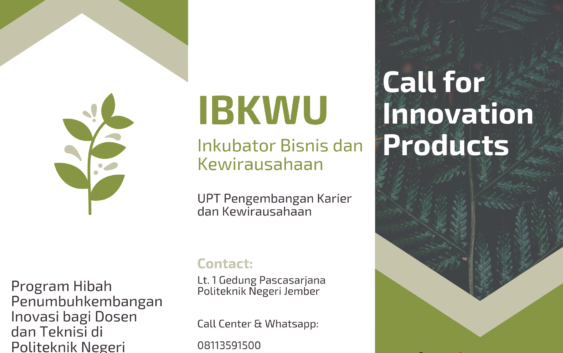 Program Hibah
Penumbuhkembangan
Inovasi bagi Dosen
dan Teknisi di
Politeknik Negeri
IBKWU
Inkubator Bisnis dan
Kewirausahaan
UPT Pengembangan Karier
dan Kewirausahaan
Contact:
Lt. 1 Gedung Pascasarjana
Politeknik Negeri Jember
Call Center & Whatsapp:
08113591500
Call for
Innovation
Products